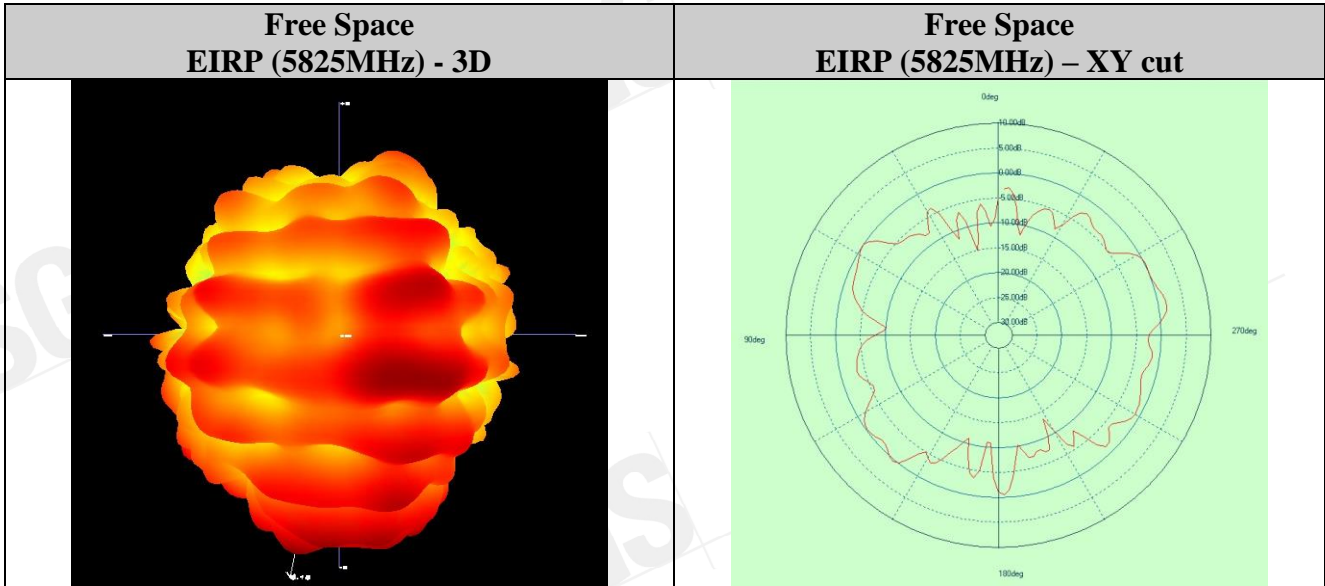 Free Space
EIRP (5825MHz) - 3D
Free Space
EIRP (5825MHz) – XY cut
0deg
10.00dB
5.00dB
0.00dB
5.00dB
10.00dB
15.00dB
20.00dB
25.00dB
30.00dB
90deg
270deg
180deg
SG
S